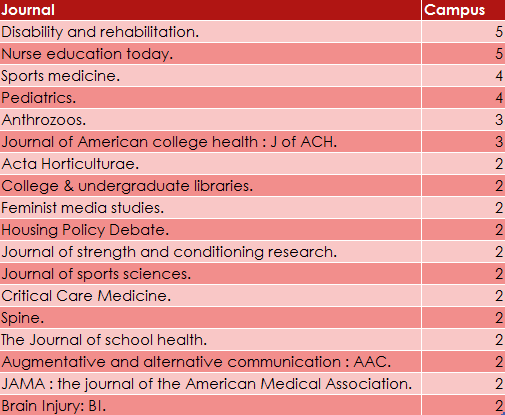 Journal Campus
Disability and rehabilitation. 5
Nurse education today. 5
Sports medicine. 4
Pediatrics. 4
Anthrozoos. 3
Journal of American college health : J of ACH. 3
Acta Horticulturae. 2
College & undergraduate libraries. 2
Feminist media studies. 2
Housing Policy Debate. 2
Journal of strength and conditioning research. 2
Journal of sports sciences. 2
Critical Care Medicine. 2
Spine. 2
The Journal of school health. 2
Augmentative and alternative communication : AAC. 2
JAMA : the journal of the American Medical Association. 2
Brain Injury: BI. 2